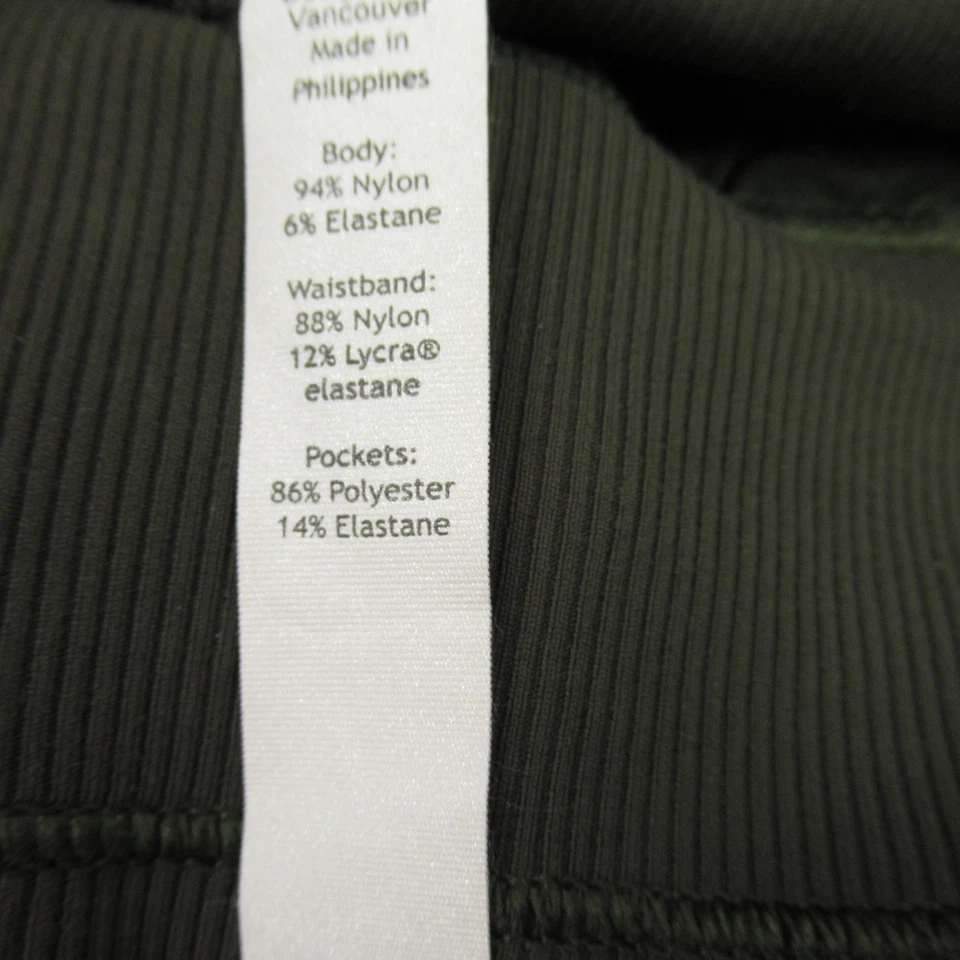 Vancouver
Made in
Philippines
Body:
94% Nylon
6% Elastane
Waistband:
88% Nylon
12% Lycra®
elastane
Pockets:
86% Polyester
14% Elastane